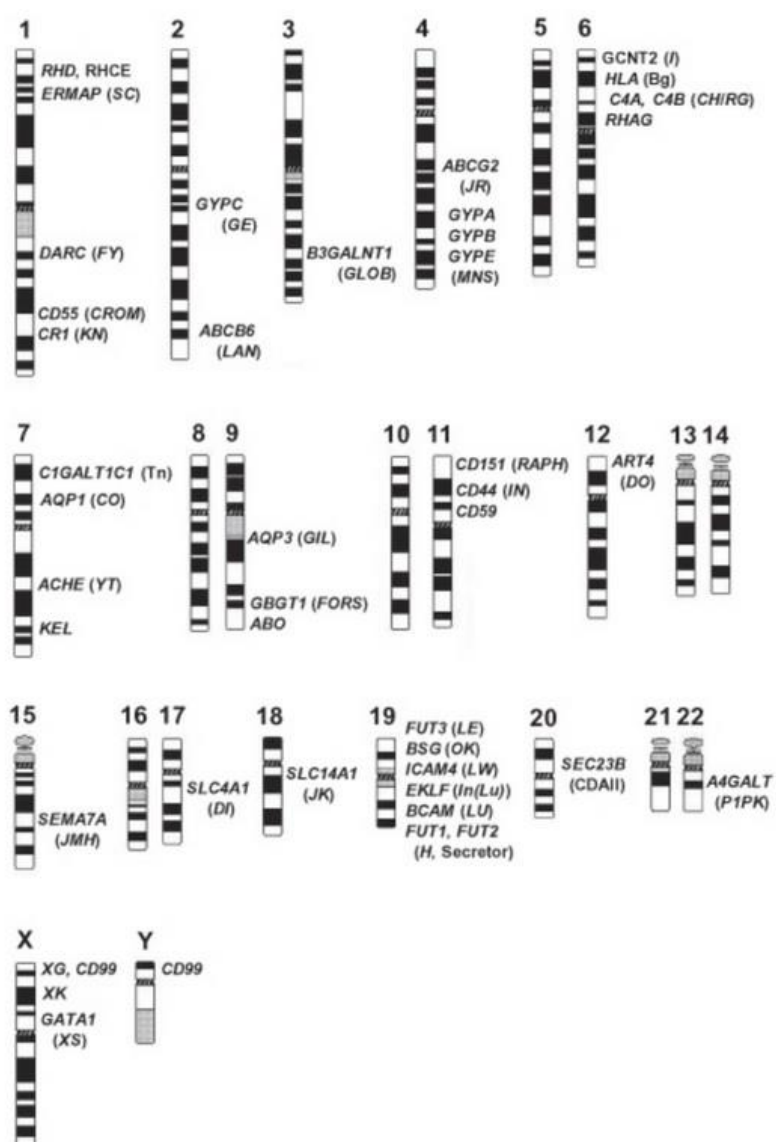 1 2 3 4 5 6
RHD, RHCE
ERMAP (SC)
DARC (FY)
CD55 (CROM)
CR1 (KN)
GYPC
(GE)
ABCB6
(LAN)
B3GALNT1
(GLOB)
ABCG2
(JR)
GYPA
GYPB
GYPE
(MNS)
GCNT2 (I)
HLA (Bg)
C4A, C4B (CH/RG)
RHAG
7 8 9 10 11 12 13 14
C1GALT1C1 (Tn)
AQP1 (CO)
ACHE (YT)
KEL
AQP3 (GIL)
GBGT1 (FORS)
ABO
CD151 (RAPH)
CD44 (IN)
CD59
ART4
(DO)
15 16 17 18 19 20 21 22
SEMA7A
(JMH)
SLC4A1
(DI)
SLC14A1
(JK)
FUT3 (LE)
BSG (OK)
ICAM4 (LW)
EKLF (In(Lu))
BCAM (LU)
FUT1, FUT2
(H, Secretor)
SEC23B
(CDAII)
A4GALT
(P1PK)
X Y
XG, CD99
XK
GATA1
(XS)
CD99